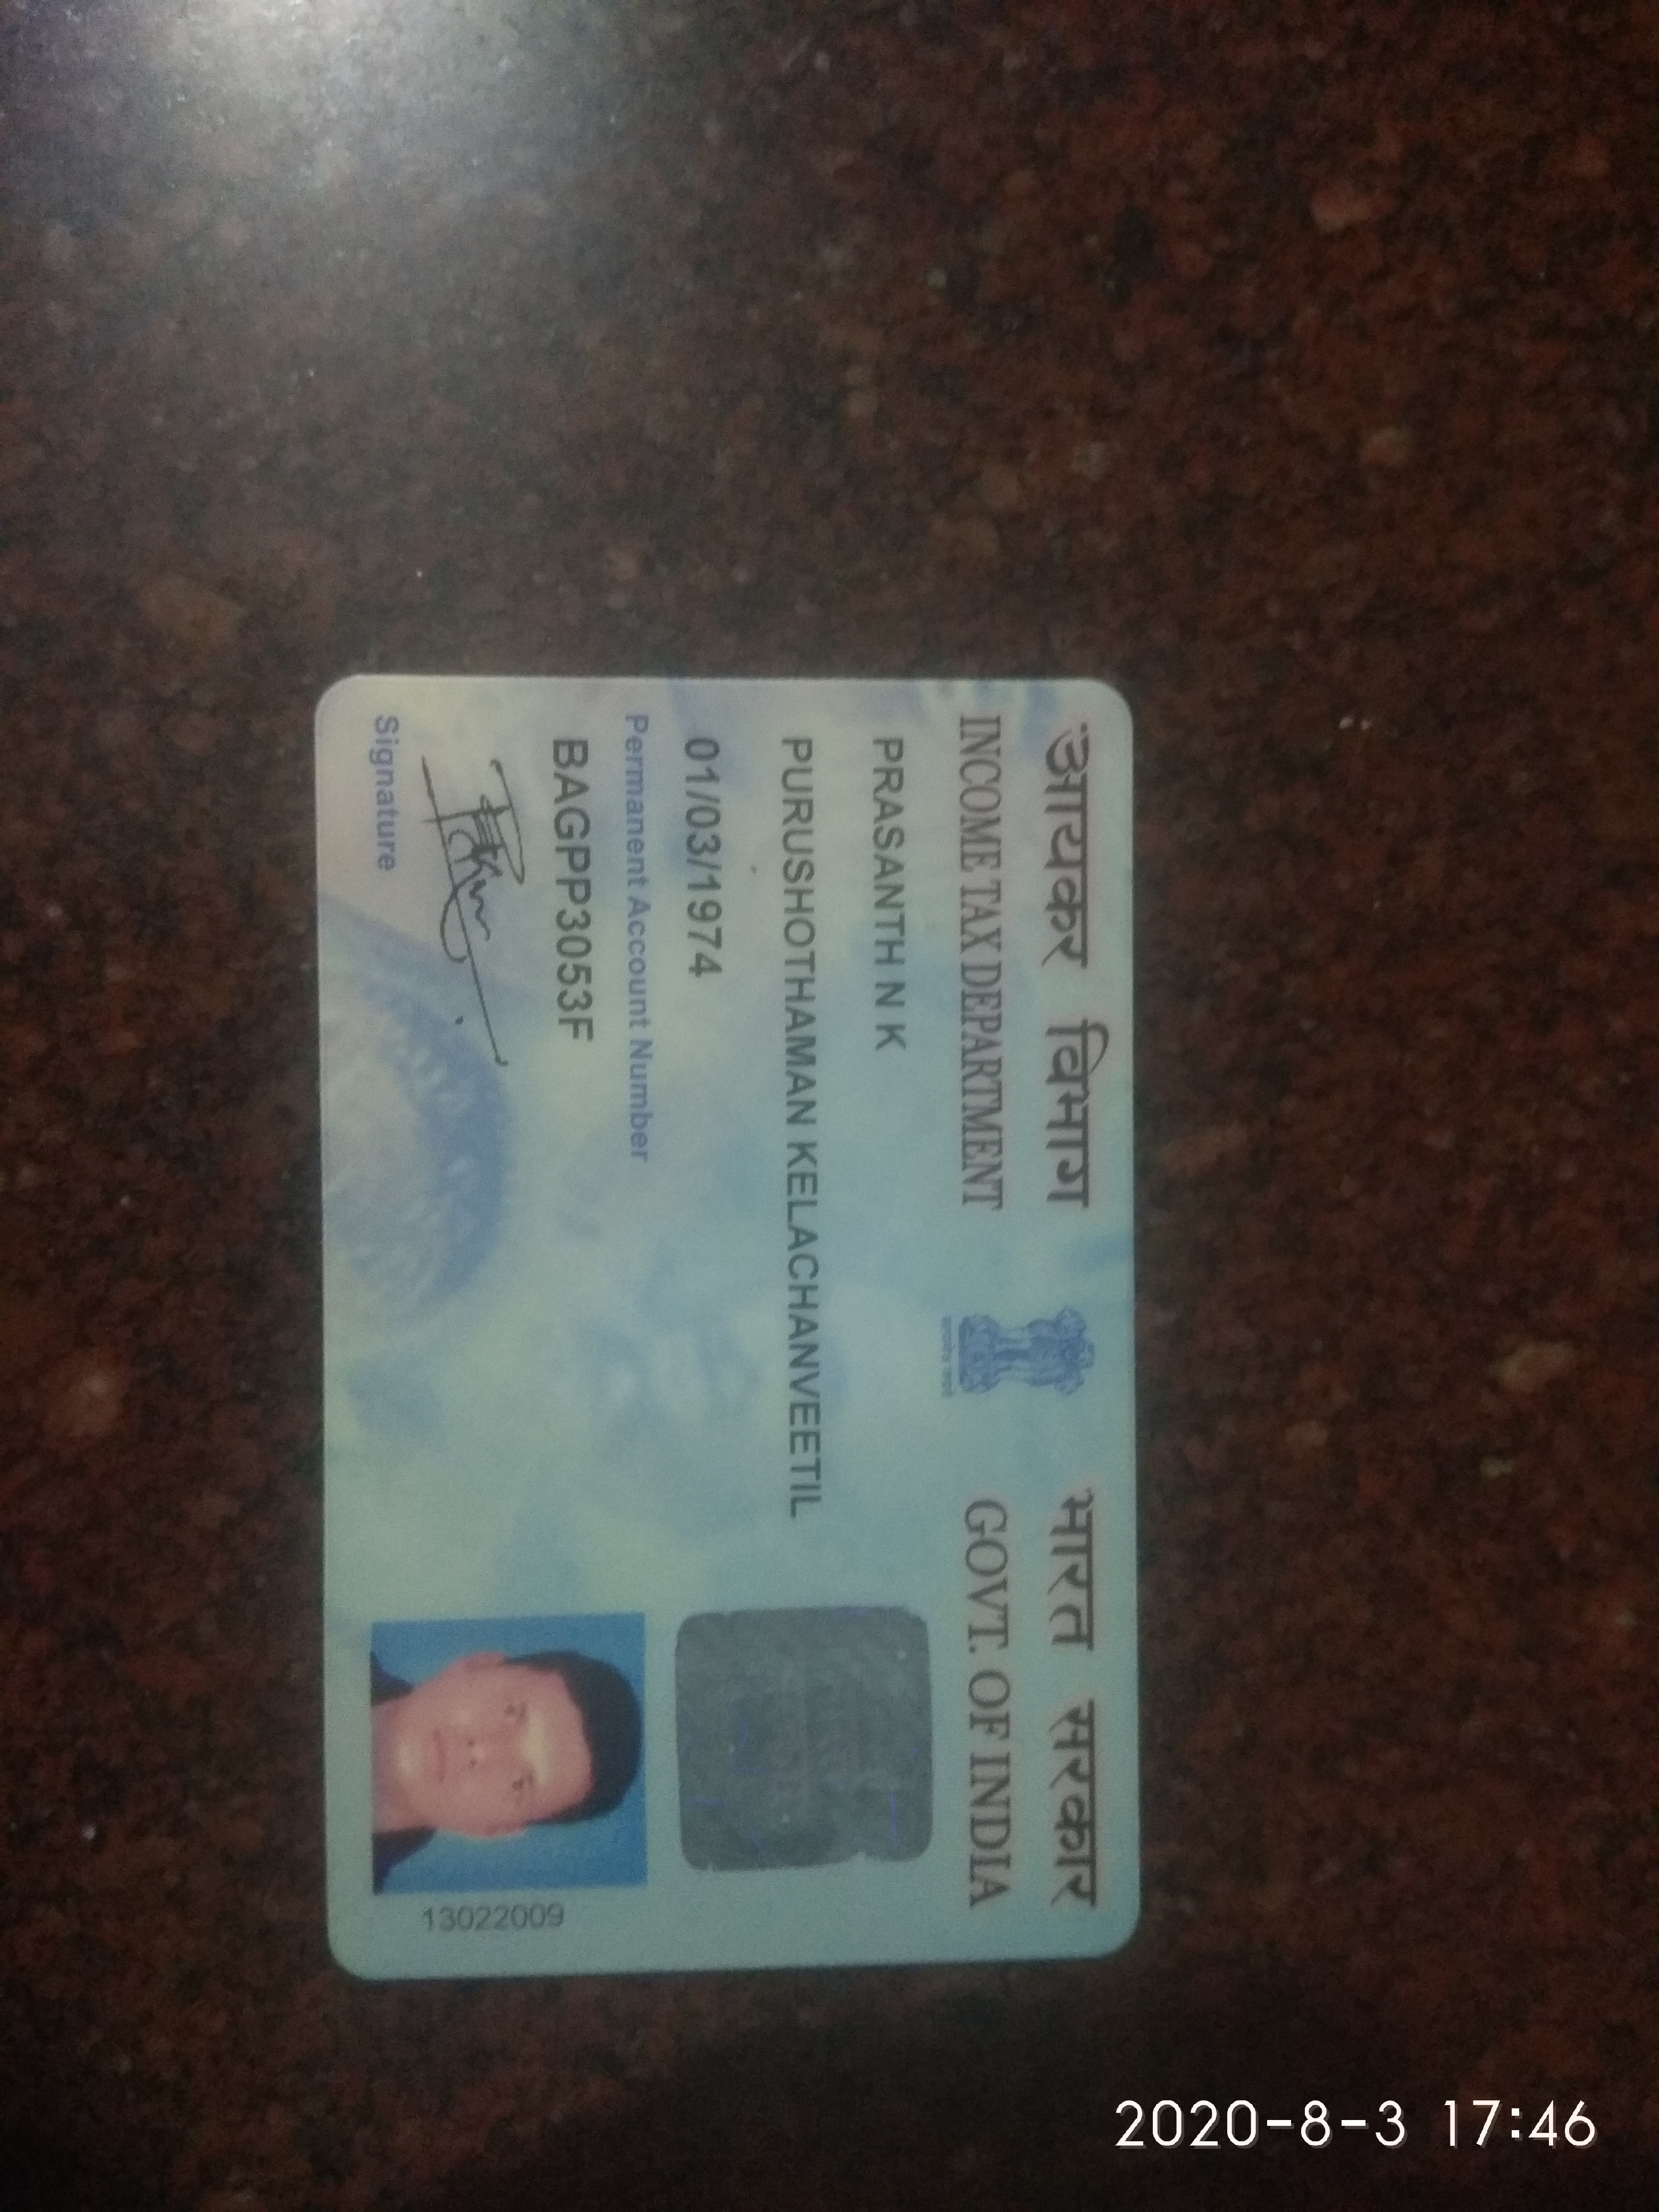 आयकर विभाग
INCOME TAX DEPARTMENT
भारत सरकार
GOVT. OF INDIA
PRASANTH N K
PURUSHOTHAMAN KELACHANVEETIL
01/03/1974
Permanent Account Number
BAGPP3053F
Signature
13022009
2020-8-3 17:46